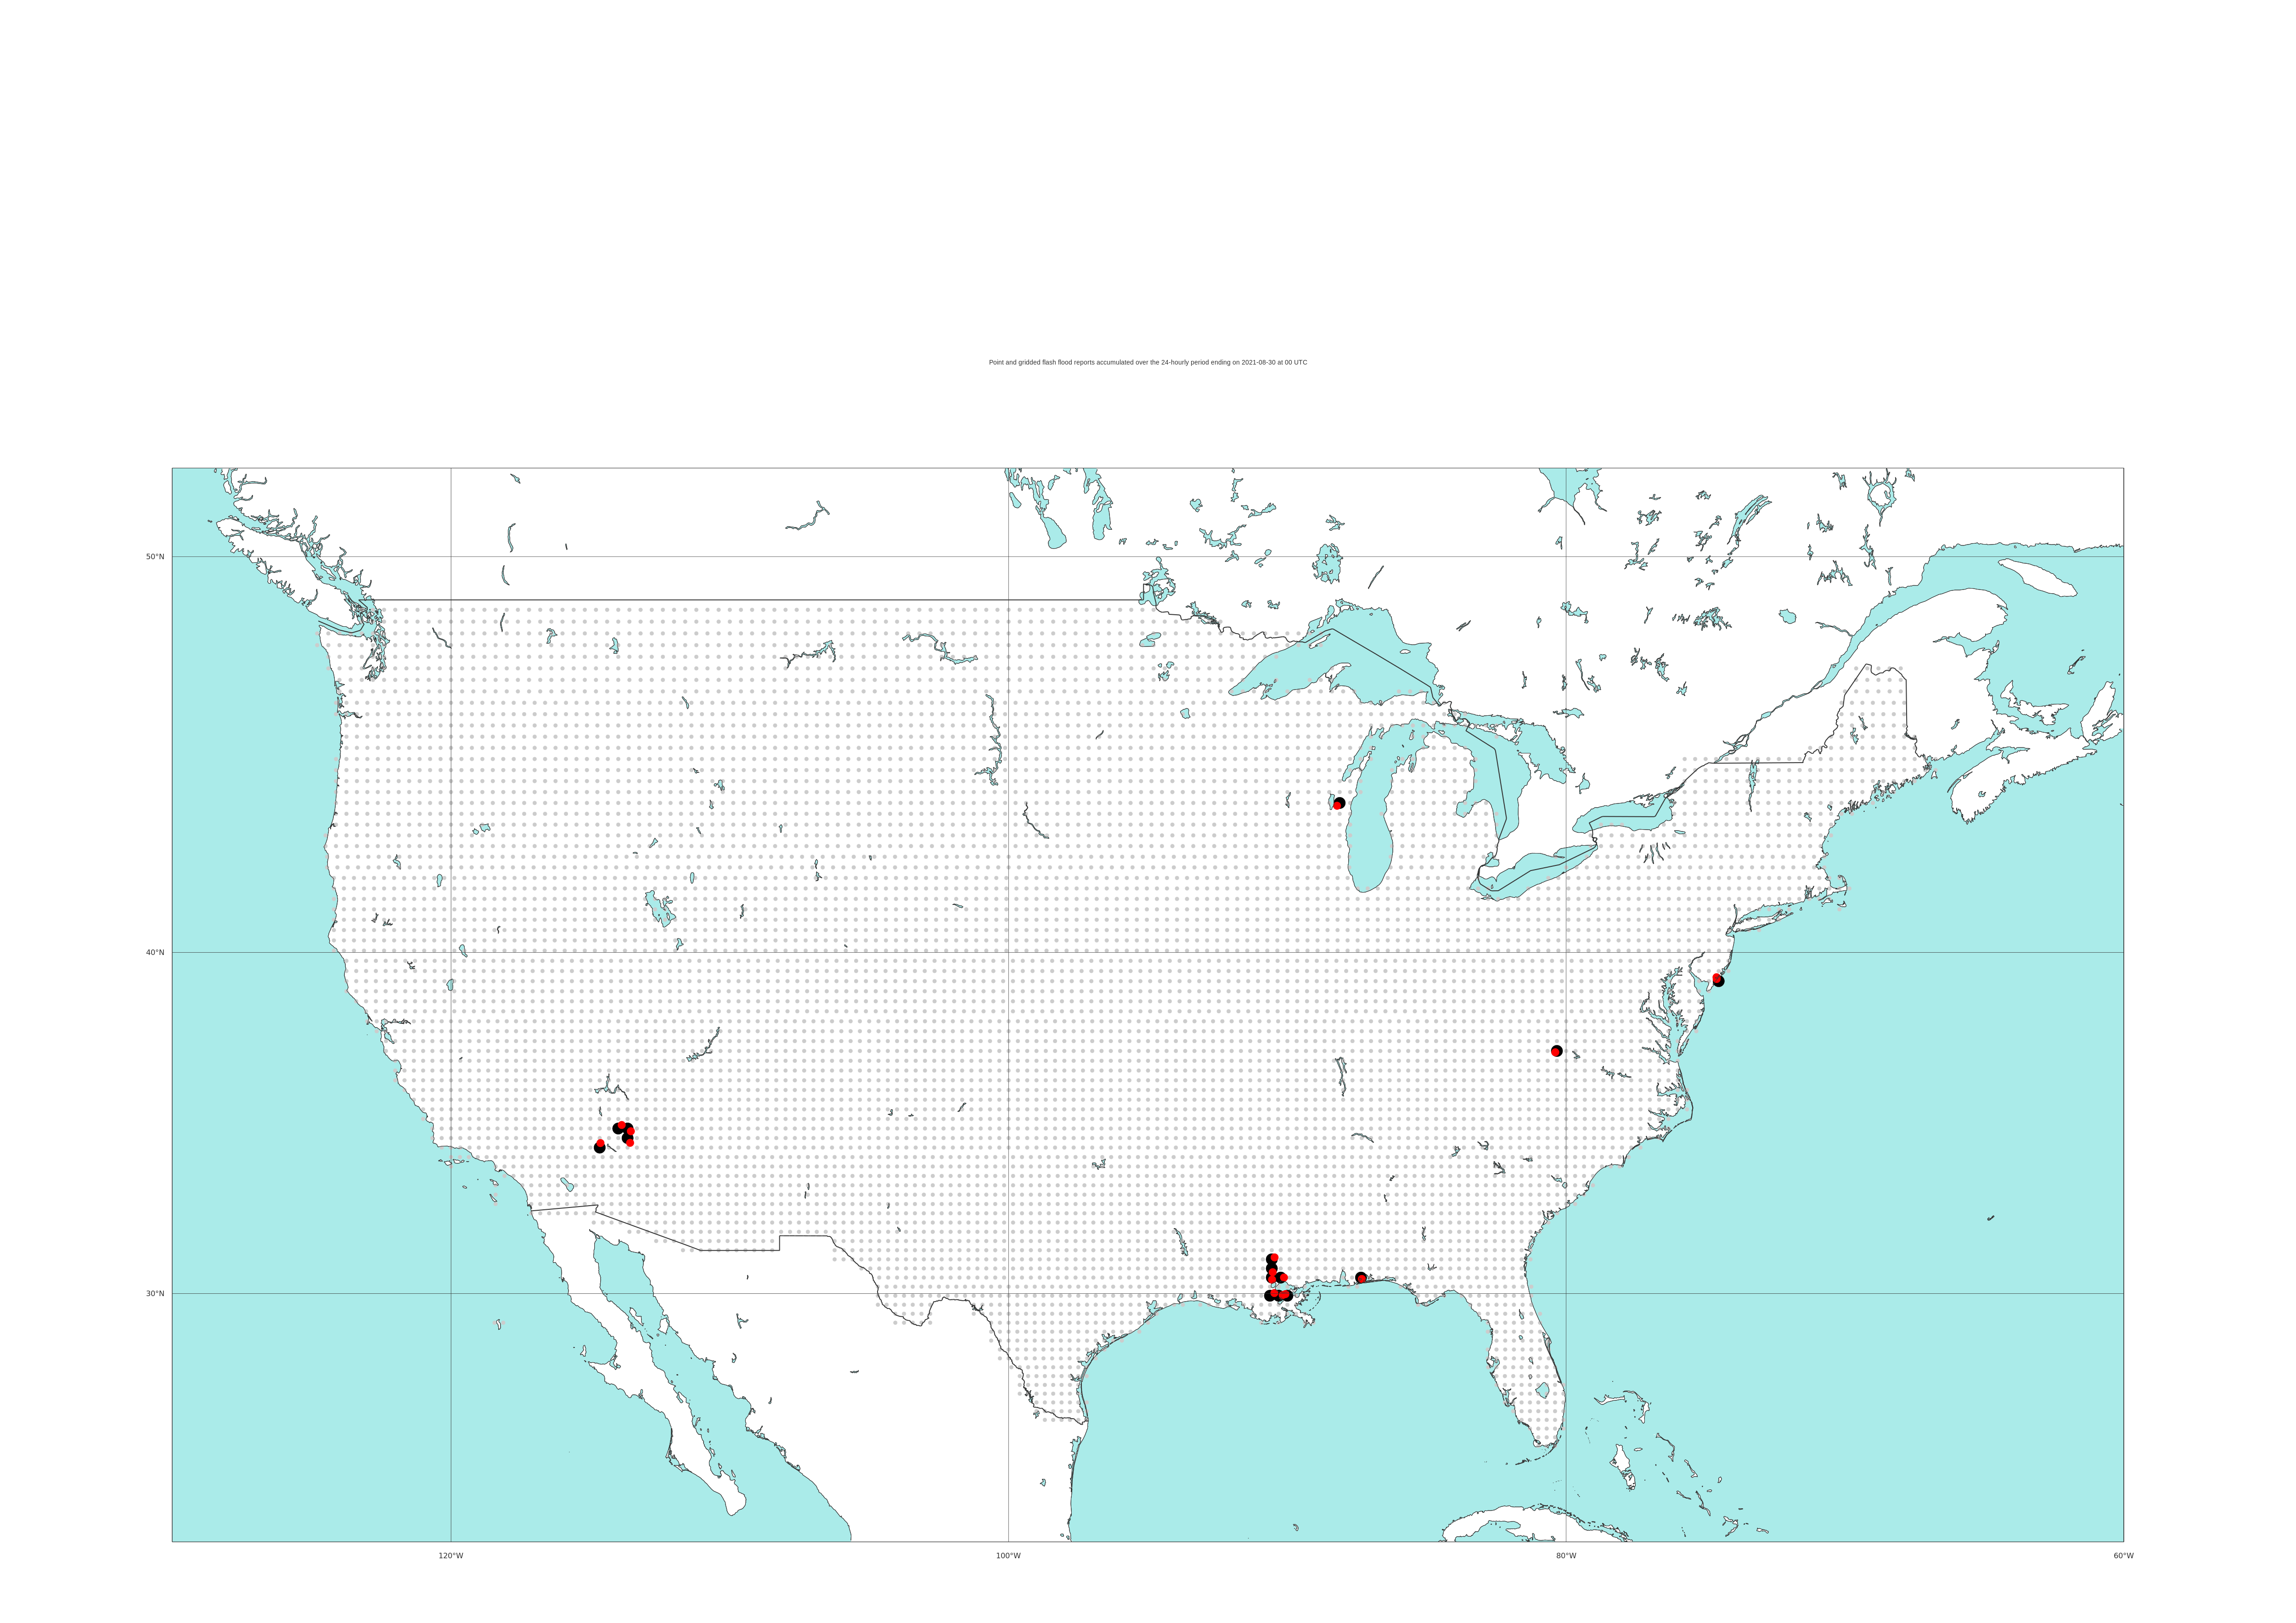 Point and gridded flash flood reports accumulated over the 24-hourly period ending on 2021-08-30 at 00 UTC
50°N
40°N
30°N
120°W
100°W
80°W
60°W